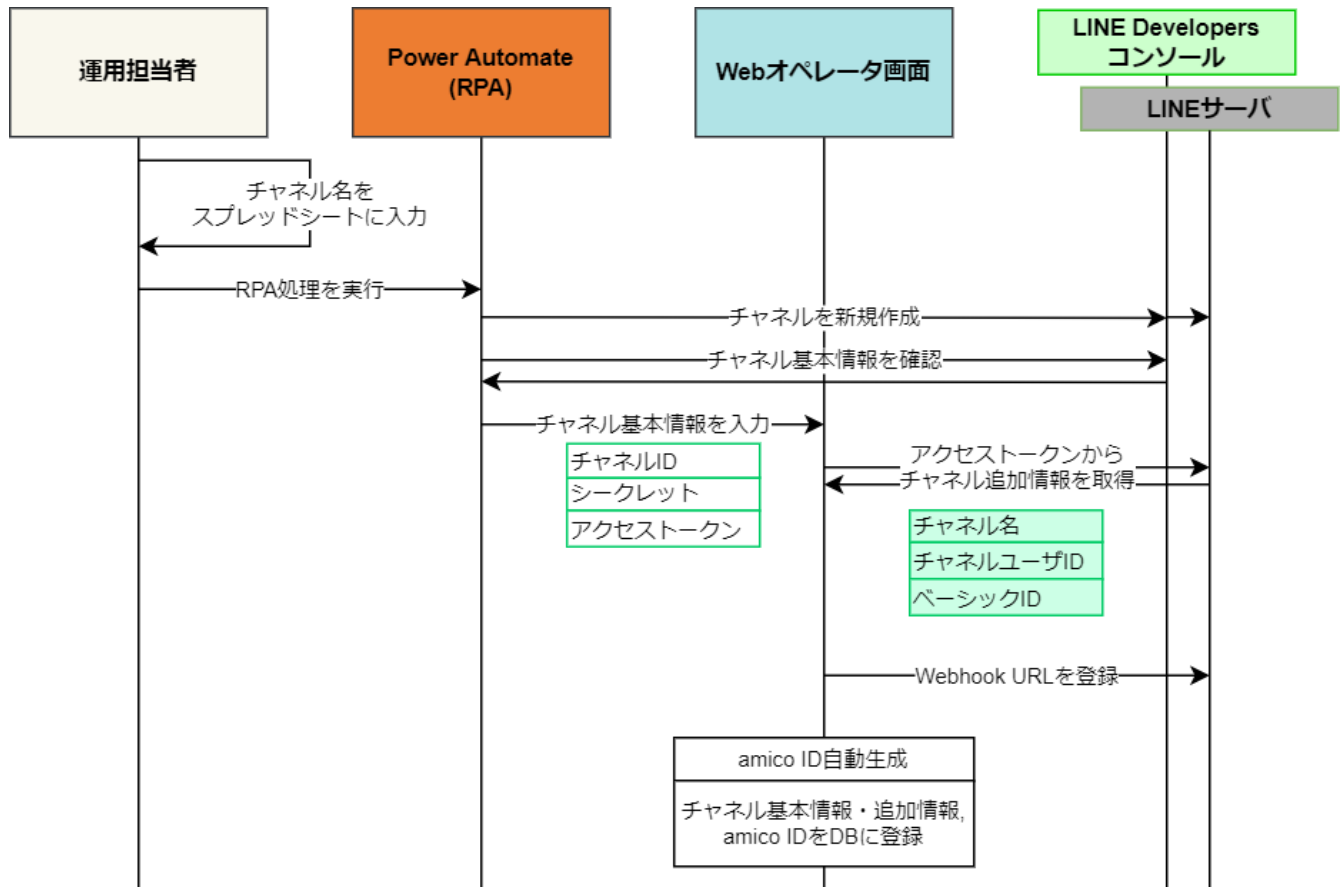 運用担当者
Power Automate
(RPA)
Webオペレータ画面
LINE Developers
コンソール
LINEサーバ
チャネル名を
スプレッドシートに入力
RPA処理を実行
チャネルを新規作成
チャネル基本情報を確認
チャネル基本情報を入力
チャネルID
シークレット
アクセストークン
アクセストークンから
チャネル追加情報を取得
チャネル名
チャネルユーザID
ベーシックID
Webhook URLを登録
amico ID自動生成
チャネル基本情報・追加情報,
amico IDをDBに登録